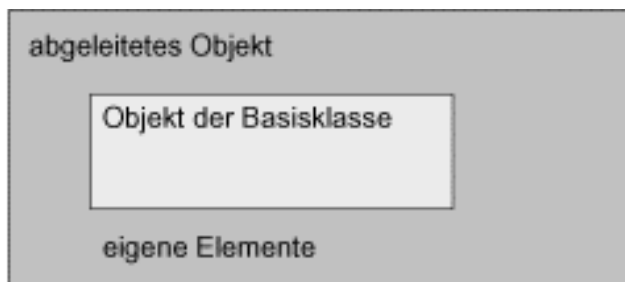 abgeleitetes Objekt
Objekt der Basisklasse
eigene Elemente